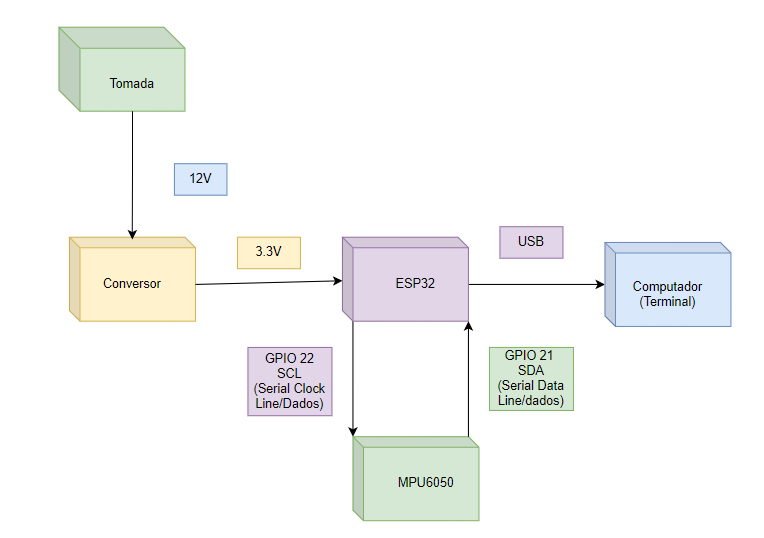 Tomada
12V
3.3V
USB
Conversor
ESP32
Computador
(Terminal)
GPIO 22
SCL
(Serial Clock
Line/Dados)
GPIO 21
SDA
(Serial Data
Line/dados)
MPU6050